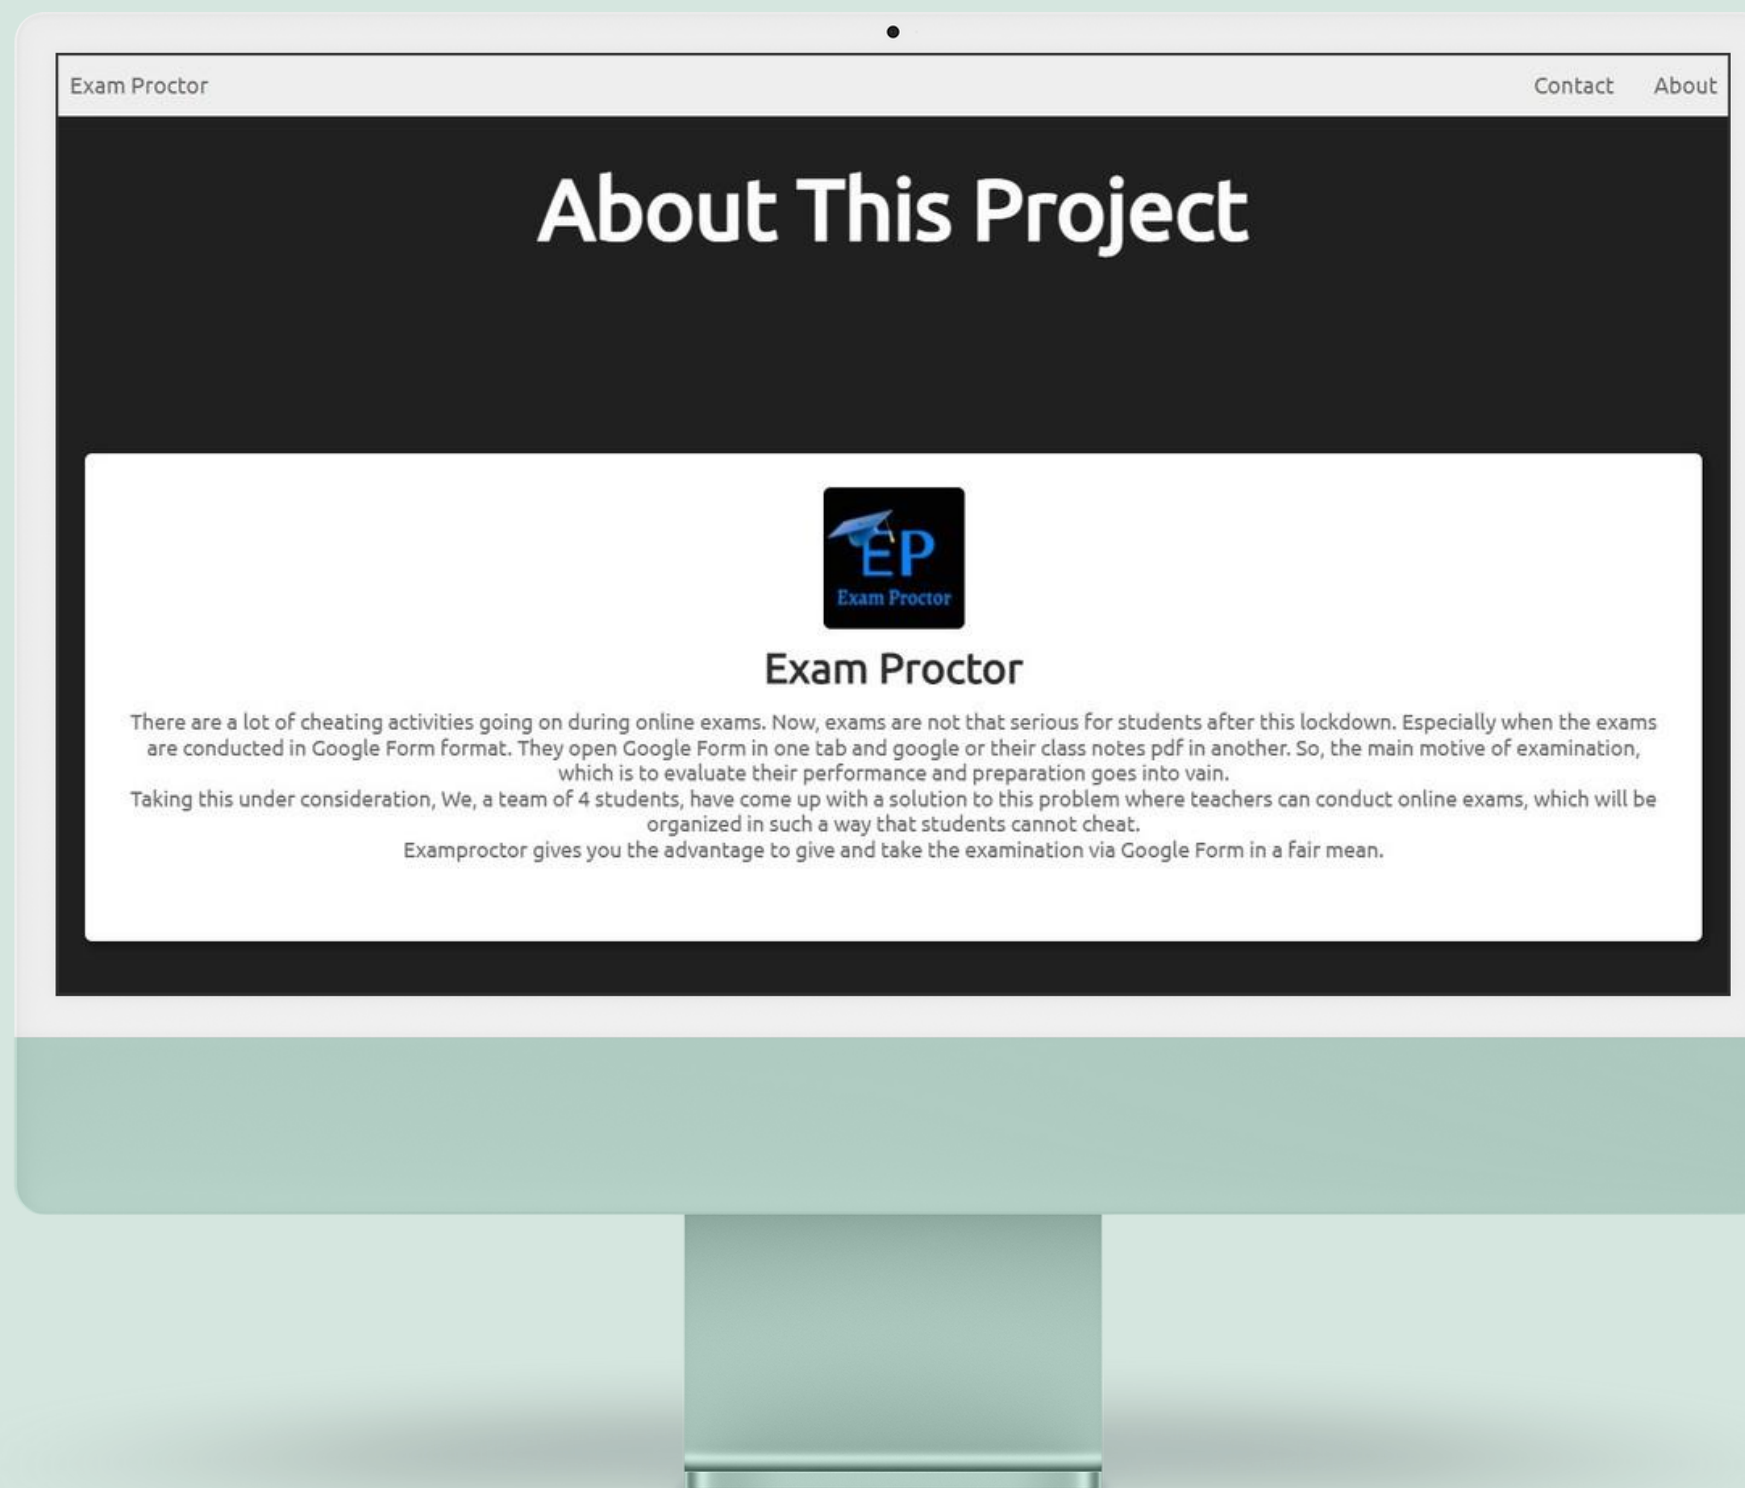 Exam Proctor
Contact About
About This Project
EP
Exam Proctor
Exam Proctor
There are a lot of cheating activities going on during online exams. Now, exams are not that serious for students after this lockdown. Especially when the exams
are conducted in Google Form format. They open Google Form in one tab and google or their class notes pdf in another. So, the main motive of examination,
which is to evaluate their performance and preparation goes into vain.
Taking this under consideration, We, a team of 4 students, have come up with a solution to this problem where teachers can conduct online exams, which will be
organized in such a way that students cannot cheat.
Examproctor gives you the advantage to give and take the examination via Google Form in a fair mean.